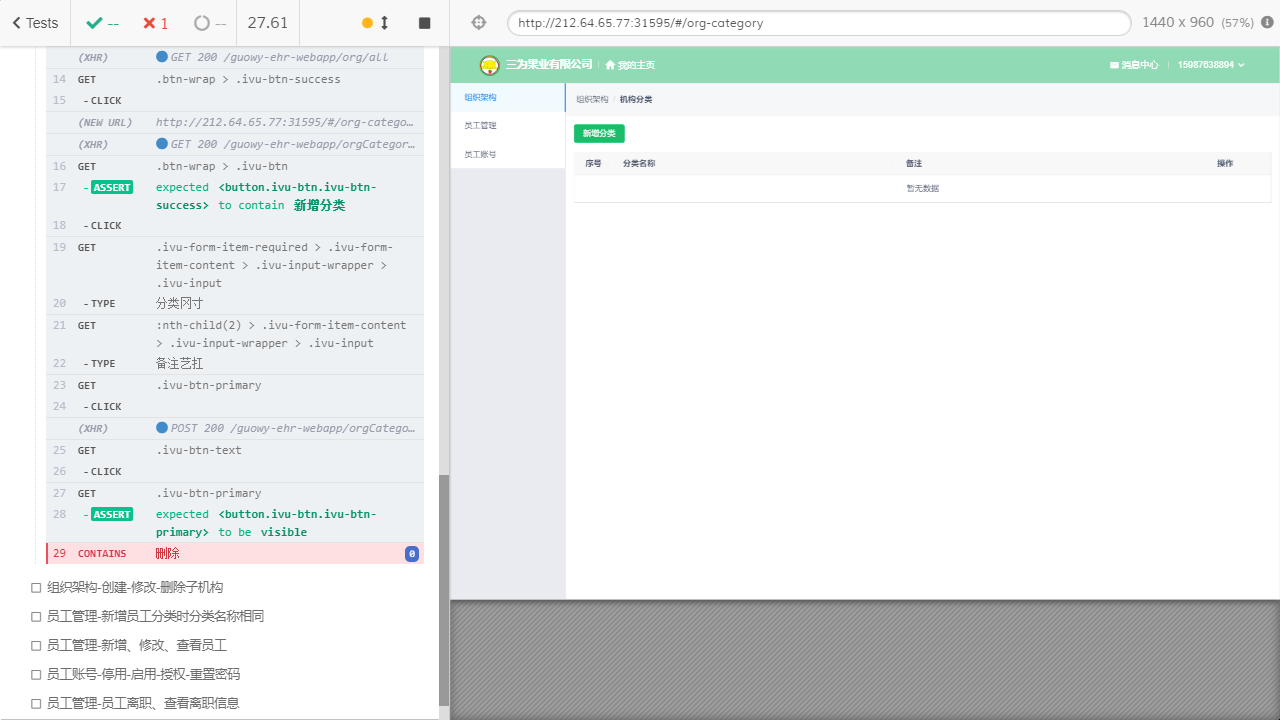 Tests
--
1
--
27.61
http://212.64.65.77:31595/#/org-category
1440 x 960 (57%)
(XHR) GET 200 /guowy-ehr-webapp/org/all
14 GET .btn-wrap > .ivu-btn-success
15 - CLICK
(NEW URL) http://212.64.65.77:31595/#/org-catego...
(XHR) GET 200 /guowy-ehr-webapp/orgCategor...
16 GET .btn-wrap > .ivu-btn
17 - ASSERT expected <button.ivu-btn.ivu-btn-
success> to contain 新增分类
18 - CLICK
19 GET .ivu-form-item-required > .ivu-form-
item-content > .ivu-input-wrapper >
.ivu-input
20 - TYPE 分类冈寸
21 GET :nth-child(2) > .ivu-form-item-content
> .ivu-input-wrapper > .ivu-input
22 - TYPE 备注艺扛
23 GET .ivu-btn-primary
24 - CLICK
(XHR) POST 200 /guowy-ehr-webapp/orgCatego...
25 GET .ivu-btn-text
26 - CLICK
27 GET .ivu-btn-primary
28 - ASSERT expected <button.ivu-btn.ivu-btn-
primary> to be visible
29 CONTAINS 删除 0
组织架构-创建-修改-删除子机构
员工管理-新增员工分类时分类名称相同
员工管理-新增、修改、查看员工
员工账号-停用-启用-授权-重置密码
员工管理-员工离职、查看离职信息
三为果业有限公司 我的主页 消息中心 15987638894
组织架构
员工管理
员工账号
组织架构 / 机构分类
新增分类
序号 分类名称 备注 操作
暂无数据